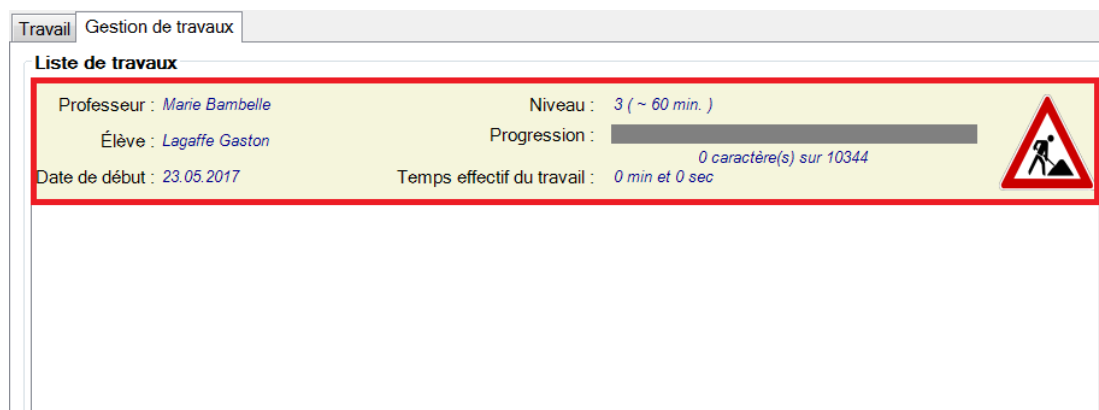 Travail Gestion de travaux
Liste de travaux
Professeur : Marie Bambelle Niveau : 3 ( ~ 60 min. )
Élève : Lagaffe Gaston Progression :
0 caractère(s) sur 10344
Date de début : 23.05.2017 Temps effectif du travail : 0 min et 0 sec